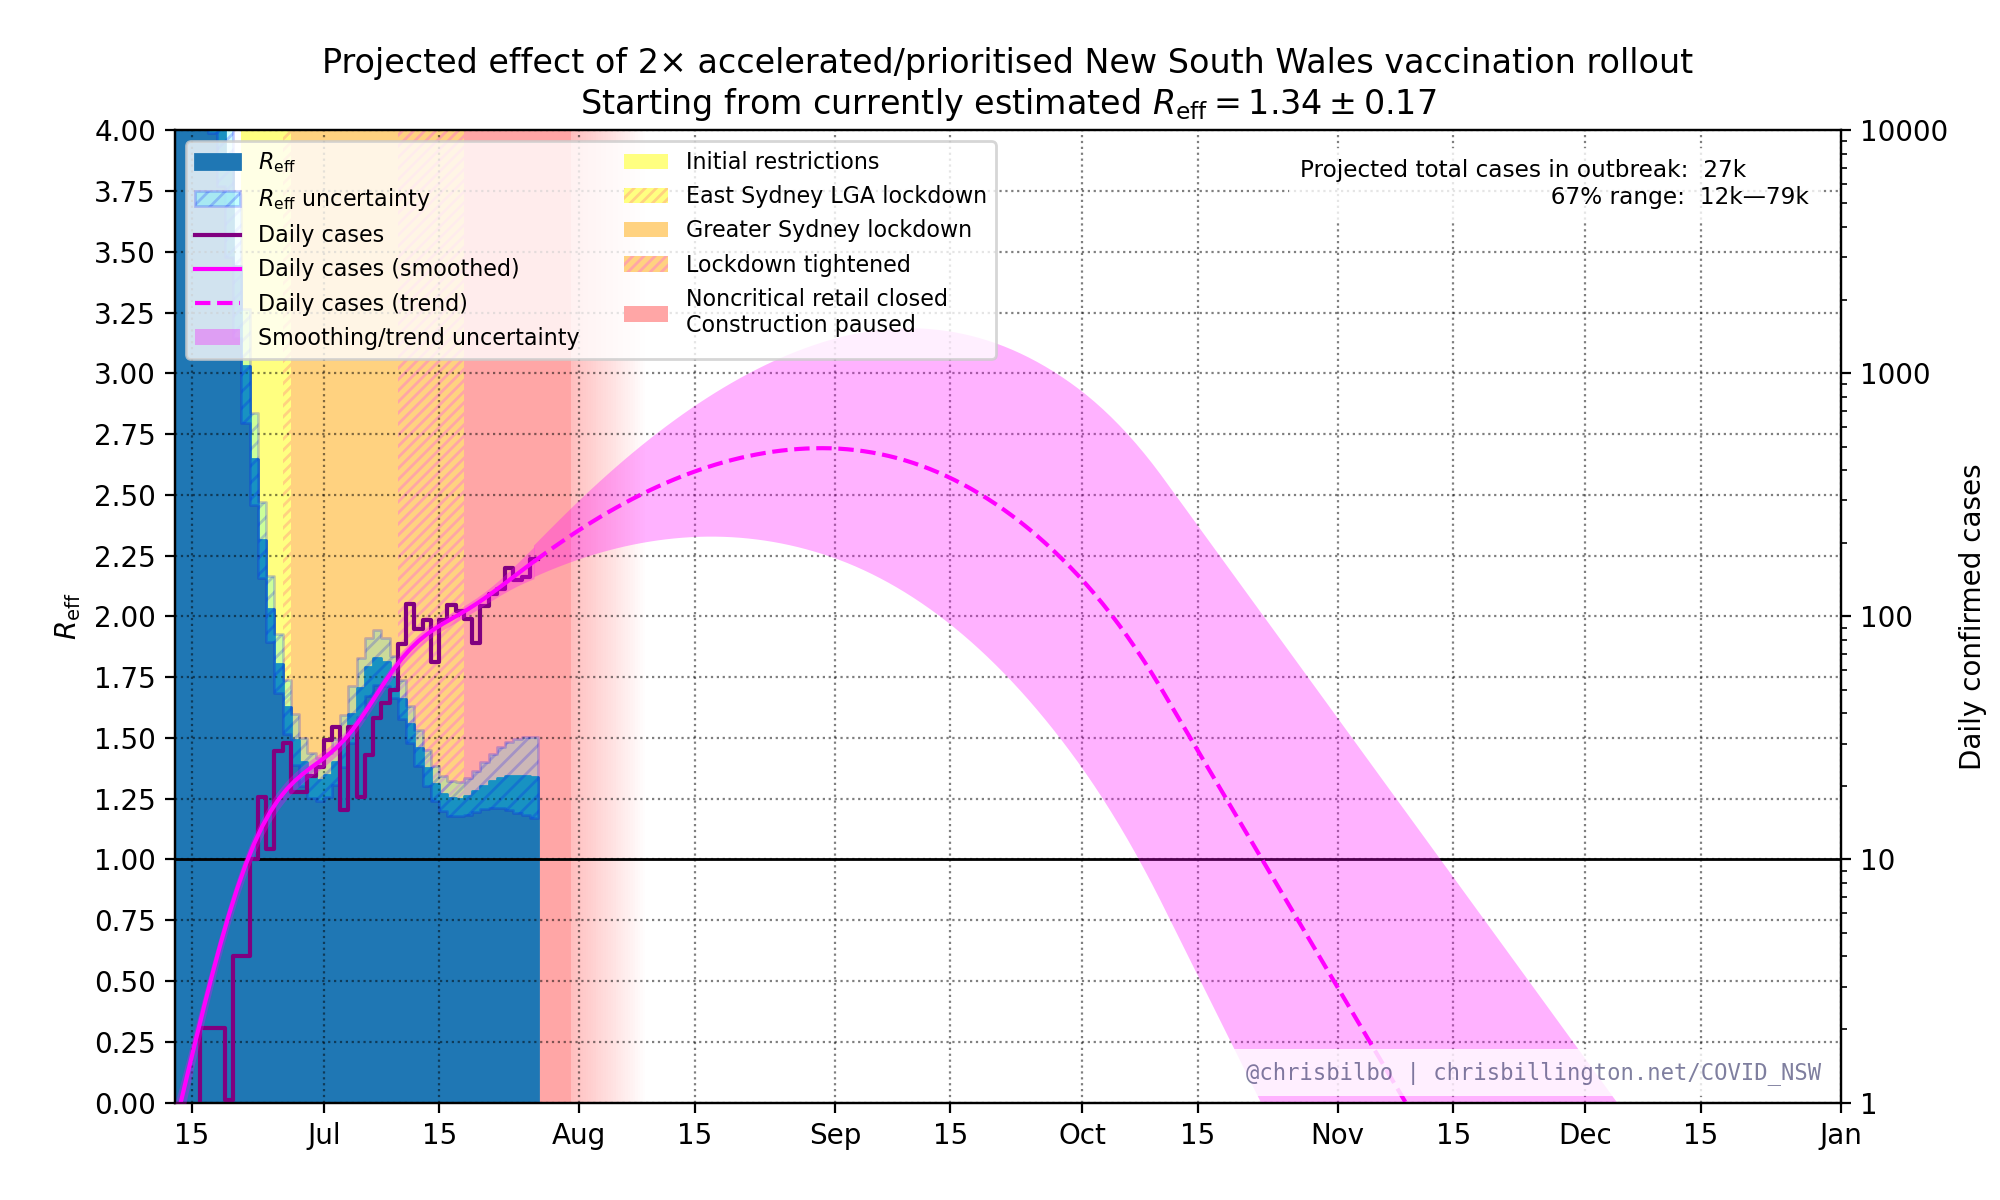 Projected effect of 2× accelerated/prioritised New South Wales vaccination rollout
Starting from currently estimated Reff = 1.34 ± 0.17
4.00
3.75
3.50
3.25
3.00
2.75
2.50
2.25
2.00
1.75
1.50
1.25
1.00
0.75
0.50
0.25
0.00
Reff
Reff
Reff uncertainty
Daily cases
Daily cases (smoothed)
Daily cases (trend)
Smoothing/trend uncertainty
Initial restrictions
East Sydney LGA lockdown
Greater Sydney lockdown
Lockdown tightened
Noncritical retail closed
Construction paused
Projected total cases in outbreak: 27k
67% range: 12k—79k
10000
1000
100
10
1
Daily confirmed cases
@chrisbilbo | chrisbillington.net/COVID_NSW
15 Jul 15 Aug 15 Sep 15 Oct 15 Nov 15 Dec 15 Jan